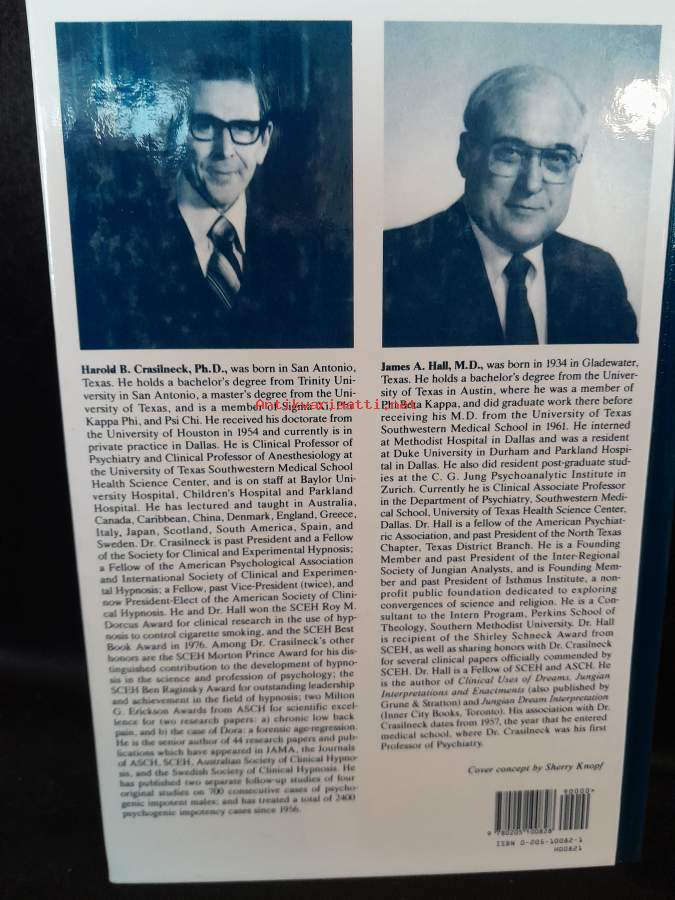 Harold B. Crasilneck, Ph.D., was born in San Antonio,
Texas. He holds a bachelor's degree from Trinity Uni-
versity in San Antonio, a master's degree from the Uni-
versity of Texas, and is a member of Sigma Xi, Phi
Kappa Phi, and Psi Chi. He received his doctorate from
the University of Houston in 1954 and currently is in
private practice in Dallas. He is Clinical Professor of
Psychiatry and Clinical Professor of Anesthesiology at
the University of Texas Southwestern Medical School
Health Science Center, and is on staff at Baylor Uni-
versity Hospital, Children's Hospital and Parkland
Hospital. He has lectured and taught in Australia,
Canada, Caribbean, China, Denmark, England, Greece,
Italy, Japan, Scotland, South America, Spain, and
Sweden. Dr. Crasilneck is past President and a Fellow
of the Society for Clinical and Experimental Hypnosis;
a Fellow of the American Psychological Association
and International Society of Clinical and Experimen-
tal Hypnosis; a Fellow, past Vice-President (twice), and
now President-Elect of the American Society of Clini-
cal Hypnosis. He and Dr. Hall won the SCEH Roy M.
Dorcus Award for clinical research in the use of hyp-
nosis to control cigarette smoking, and the SCEH Best
Book Award in 1976. Among Dr. Crasilneck's other
honors are the SCEH Morton Prince Award for his dis-
tinguished contribution to the development of hypno-
sis in the science and profession of psychology; the
SCEH Ben Raginsky Award for outstanding leadership
and achievement in the field of hypnosis; two Milton
G. Erickson Awards from ASCH for scientific excel-
lence for two research papers: a) chronic low back
pain, and b) the case of Dora: a forensic age-regression.
He is the senior author of 44 research papers and pub-
lications which have appeared in JAMA, the Journals
of ASCH, SCEH, Australian Society of Clinical Hypno-
sis, and the Swedish Society of Clinical Hypnosis. He
has published two separate follow-up studies of four
original studies on 700 consecutive cases of psycho-
genic impotent males; and has treated a total of 2400
psychogenic impotency cases since 1956.
James A. Hall, M.D., was born in 1934 in Gladewater,
Texas. He holds a bachelor's degree from the Univer-
sity of Texas in Austin, where he was a member of
Phi Beta Kappa, and did graduate work there before
receiving his M.D. from the University of Texas
Southwestern Medical School in 1961. He interned
at Methodist Hospital in Dallas and was a resident
at Duke University in Durham and Parkland Hospi-
tal in Dallas. He also did resident post-graduate stud-
ies at the C. G. Jung Psychoanalytic Institute in
Zurich. Currently he is Clinical Associate Professor
in the Department of Psychiatry, Southwestern Medi-
cal School, University of Texas Health Science Center,
Dallas. Dr. Hall is a fellow of the American Psychiat-
ric Association, and past President of the North Texas
Chapter, Texas District Branch. He is a Founding
Member and past President of the Inter-Regional
Society of Jungian Analysts, and is Founding Mem-
ber and past President of Isthmus Institute, a non-
profit public foundation dedicated to exploring
convergences of science and religion. He is a Con-
sultant to the Intern Program, Perkins School of
Theology, Southern Methodist University. Dr. Hall
is recipient of the Shirley Schneck Award from
SCEH, as well as sharing honors with Dr. Crasilneck
for several clinical papers officially commended by
SCEH. Dr. Hall is a Fellow of SCEH and ASCH. He
is the author of Clinical Uses of Dreams, Jungian
Interpretations and Enactments (also published by
Grune & Stratton) and Jungian Dream Interpretation
(Inner City Books, Toronto). His association with Dr.
Crasilneck dates from 1957, the year that he entered
medical school, where Dr. Crasilneck was his first
Professor of Psychiatry.
Cover concept by Sherry Knopf
90000>
9 780205 100828
ISBN 0-205-10082-1
H00821